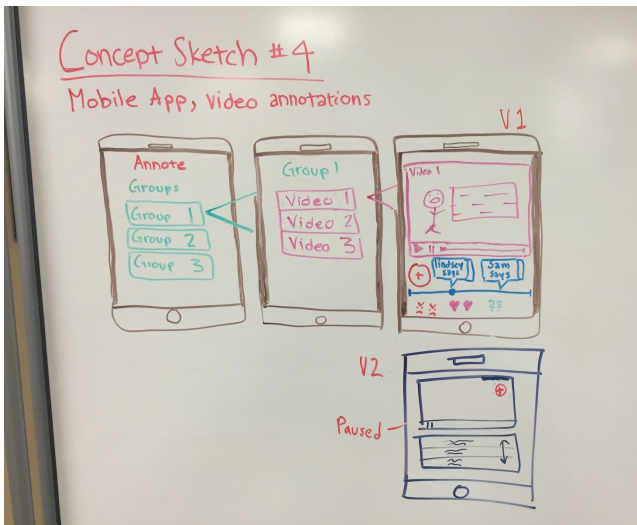 Concept Sketch #4
Mobile App, video annotations
V1
Annote
Groups
Group 1
Group 2
Group 3
Group 1
Video 1
Video 2
Video 3
Video 1
+
lindsey
says
Sam
says
??
V2
+
Paused